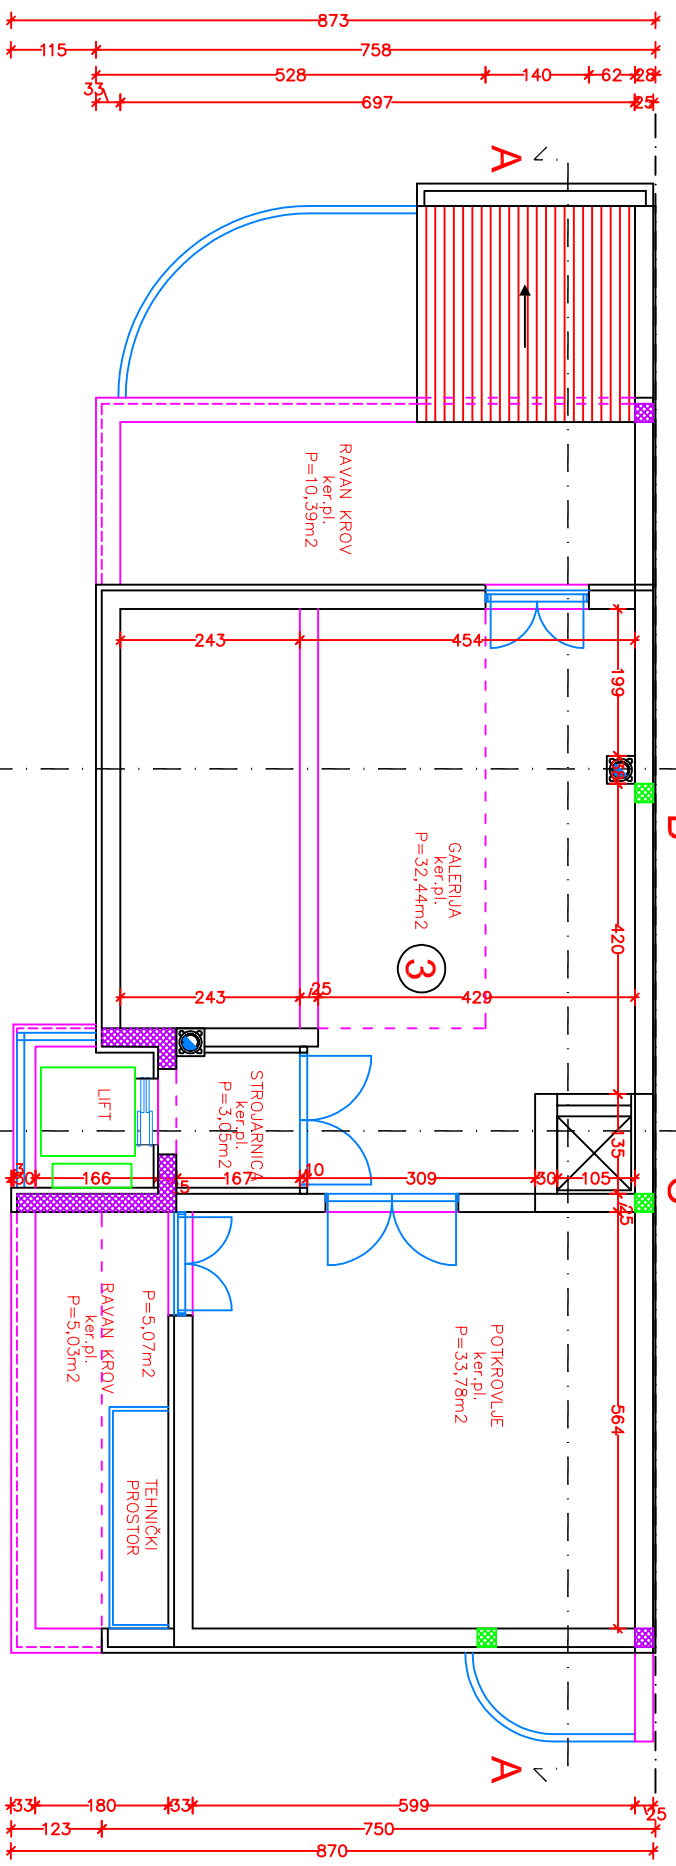 873
115
758
528
140
62
28
33
697
25
A
RAVAN KROV
ker.pl.
P=10,39m2
243
454
199
GALERIJA
ker.pl.
P=32,44m2
3
420
243
25
429
STROJARNICA
ker.pl.
P=3,05m2
LIFT
135
30
166
5
167
10
309
30
105
25
P=5,07m2
RAVAN KROV
ker.pl.
P=5,03m2
POTKROVLJE
ker.pl.
P=33,78m2
564
TEHNIČKI
PROSTOR
A
33
180
33
599
25
123
750
870